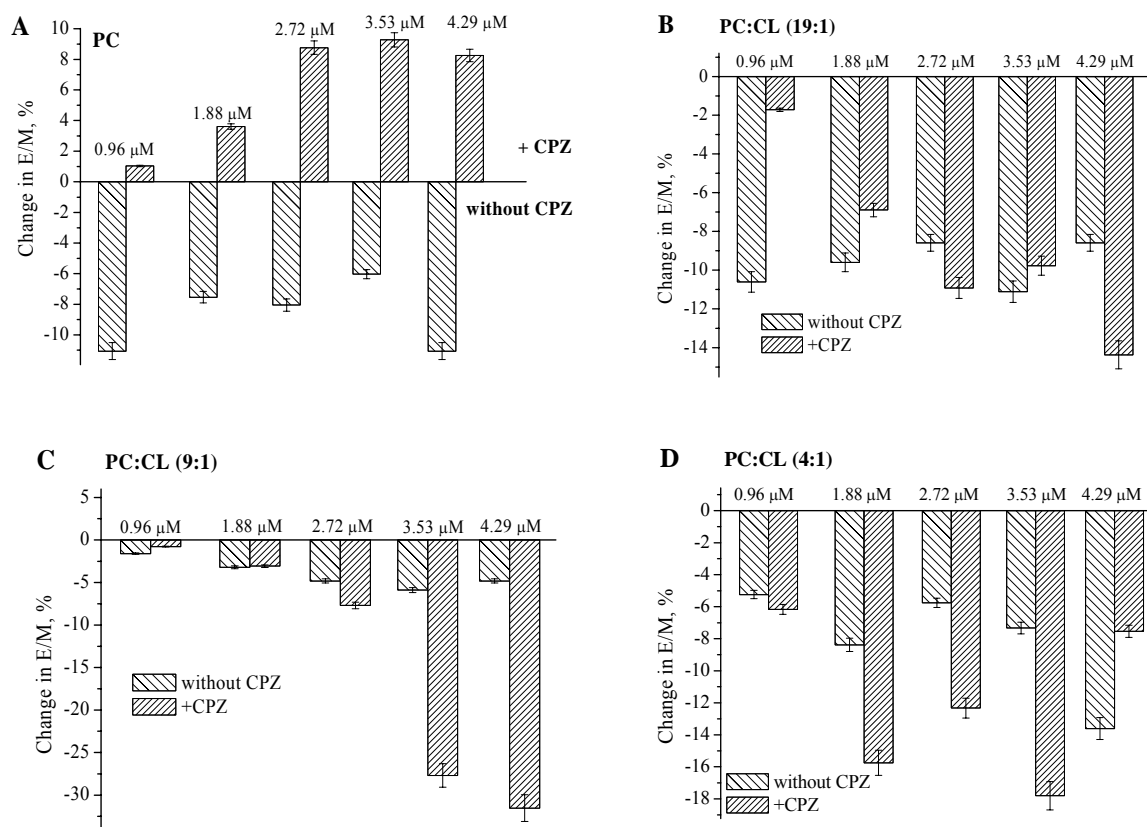 A
PC
3.53 µM
4.29 µM
2.72 µM
1.88 µM
0.96 µM
+ CPZ
without CPZ
Change in E/M, %
10
8
6
4
2
0
-2
-4
-6
-8
-10
B
PC:CL (19:1)
0.96 µM
1.88 µM
2.72 µM
3.53 µM
4.29 µM
Change in E/M, %
0
-2
-4
-6
-8
-10
-12
-14
without CPZ
+CPZ
C
PC:CL (9:1)
0.96 µM
1.88 µM
2.72 µM
3.53 µM
4.29 µM
Change in E/M, %
5
0
-5
-10
-15
-20
-25
-30
without CPZ
+CPZ
D
PC:CL (4:1)
0.96 µM
1.88 µM
2.72 µM
3.53 µM
4.29 µM
Change in E/M, %
0
-2
-4
-6
-8
-10
-12
-14
-16
-18
without CPZ
+CPZ